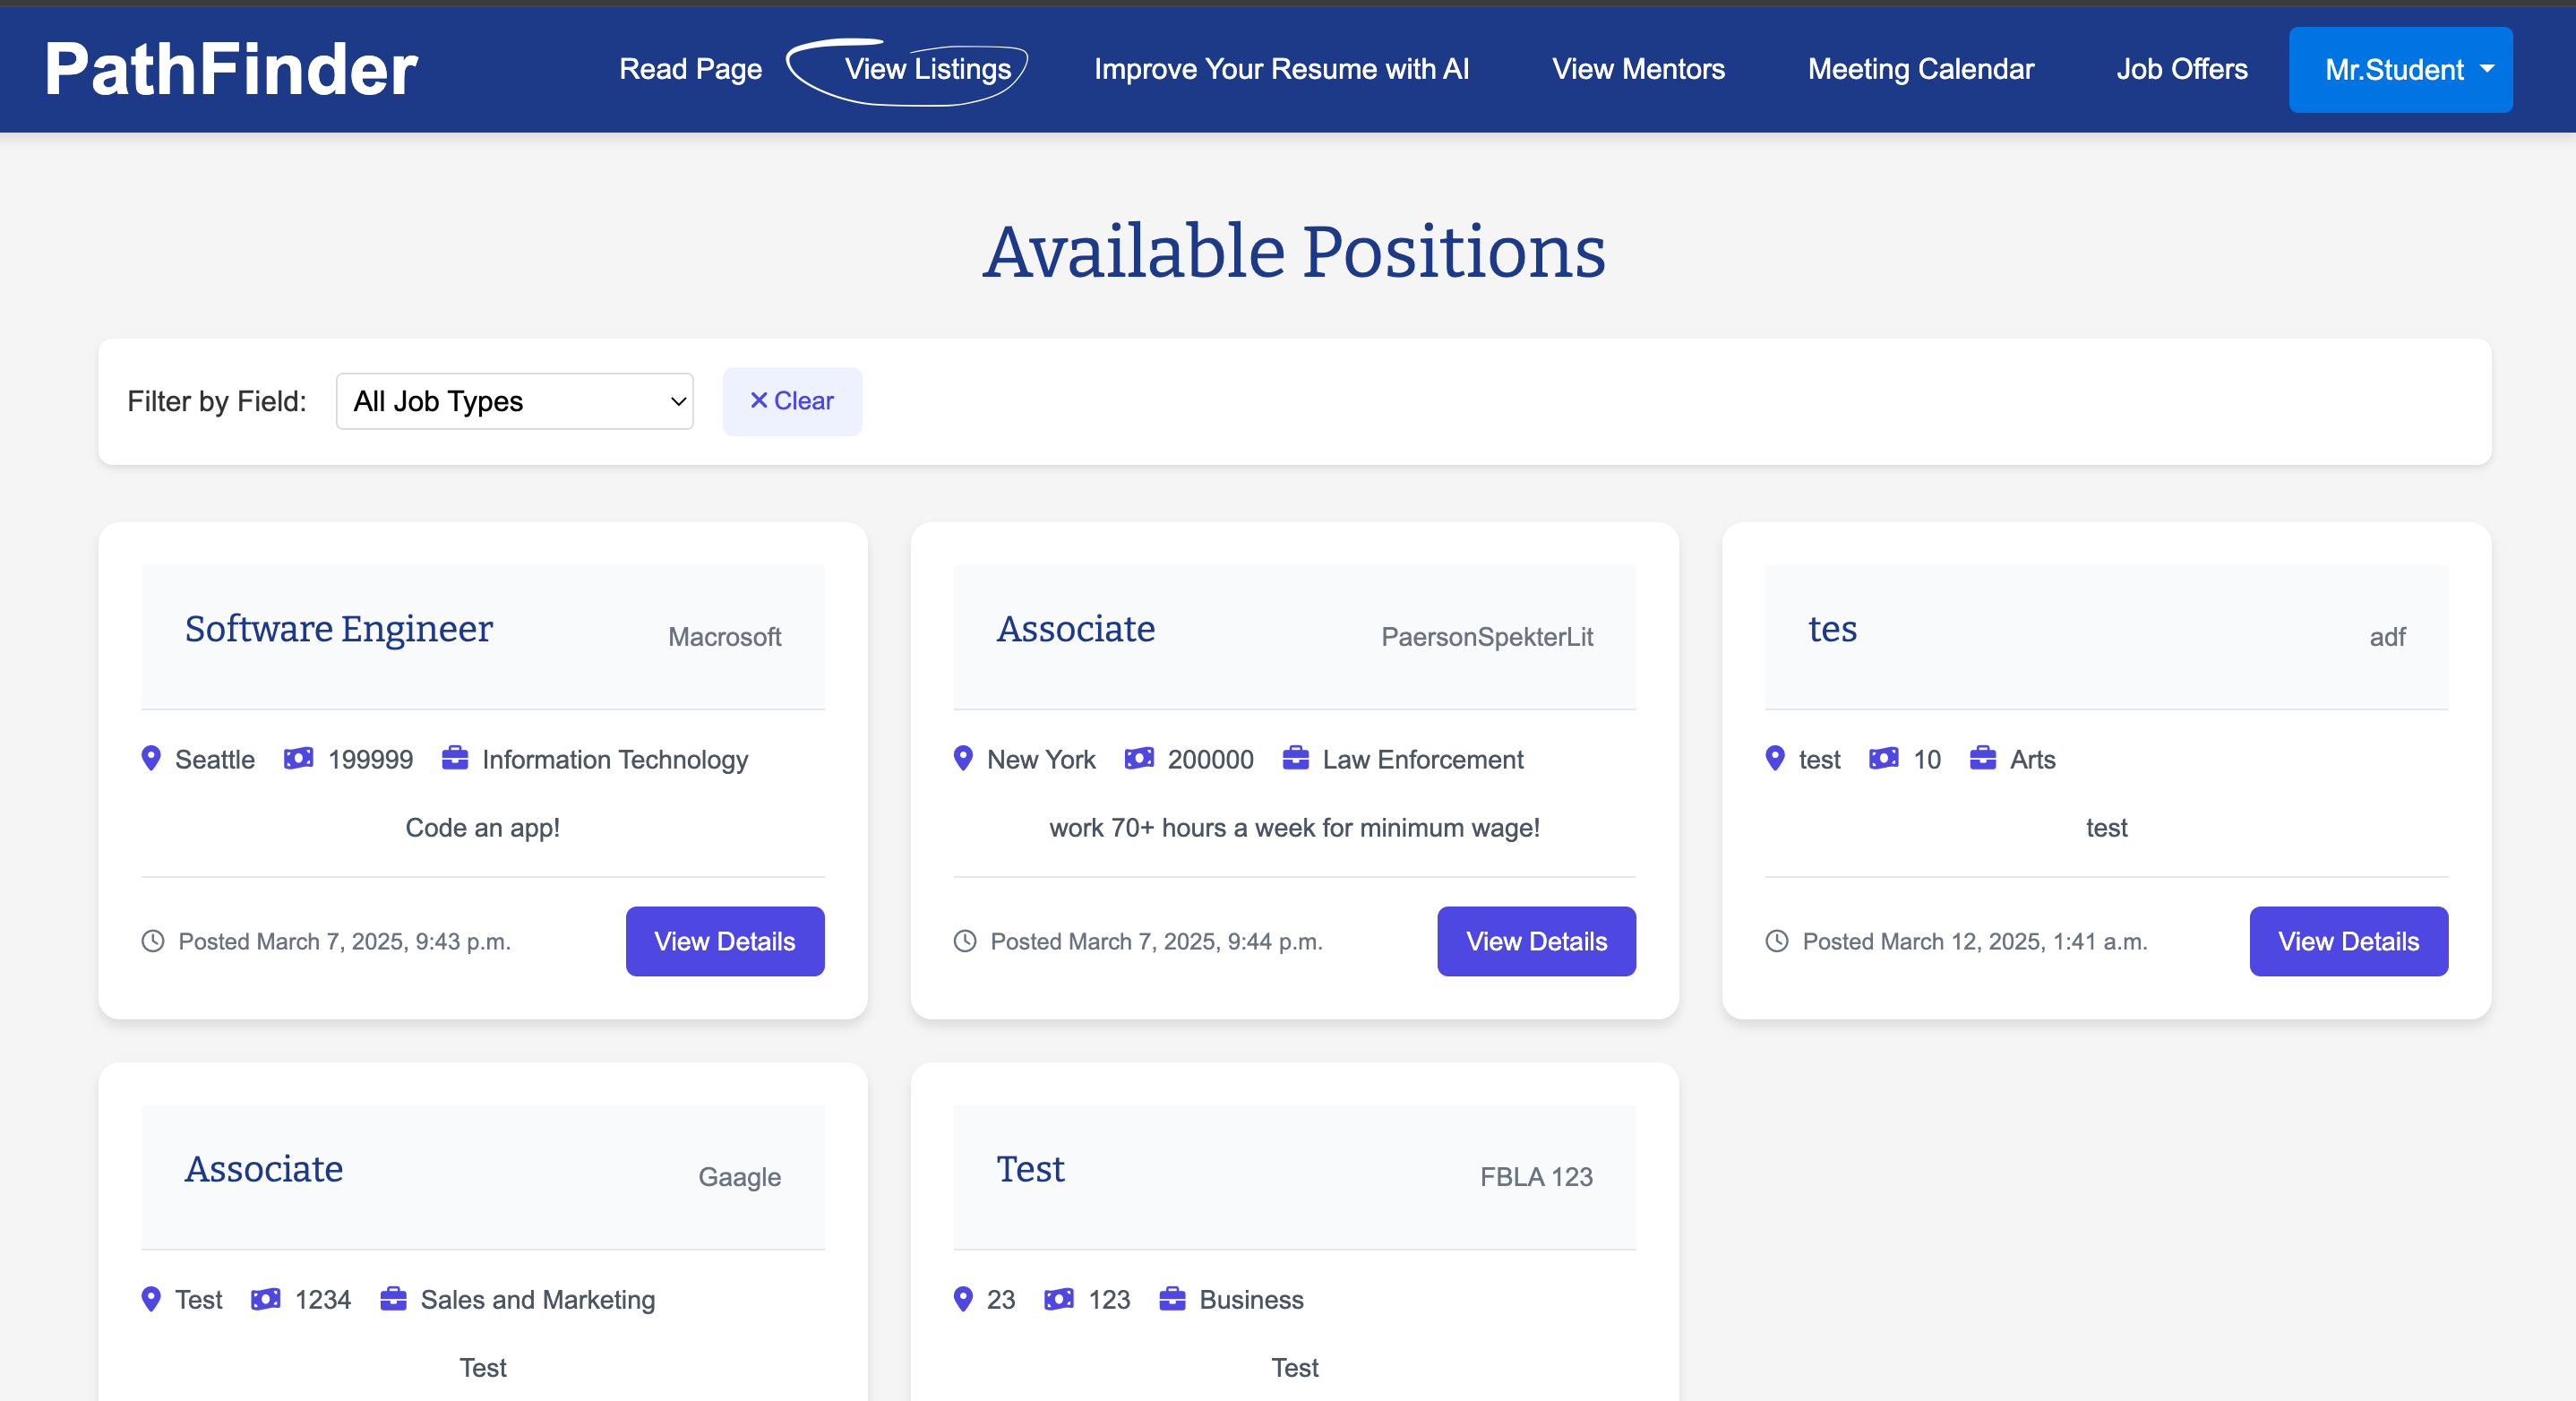 PathFinder Read Page View Listings Improve Your Resume with AI View Mentors Meeting Calendar Job Offers Mr.Student
Available Positions
Filter by Field: All Job Types Clear
Software Engineer Macrosoft
Seattle 199999 Information Technology
Code an app!
Posted March 7, 2025, 9:43 p.m. View Details
Associate PaersonSpekterLit
New York 200000 Law Enforcement
work 70+ hours a week for minimum wage!
Posted March 7, 2025, 9:44 p.m. View Details
tes adf
test 10 Arts
test
Posted March 12, 2025, 1:41 a.m. View Details
Associate Gaagle
Test 1234 Sales and Marketing
Test
Test FBLA 123
23 123 Business
Test